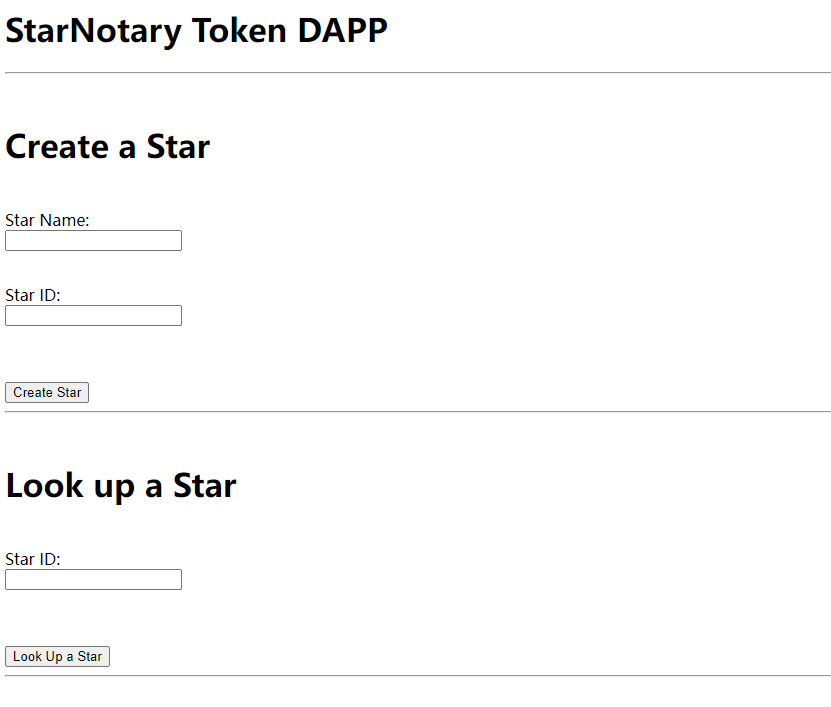 StarNotary Token DAPP
Create a Star
Star Name:
Star ID:
Create Star
Look up a Star
Star ID:
Look Up a Star